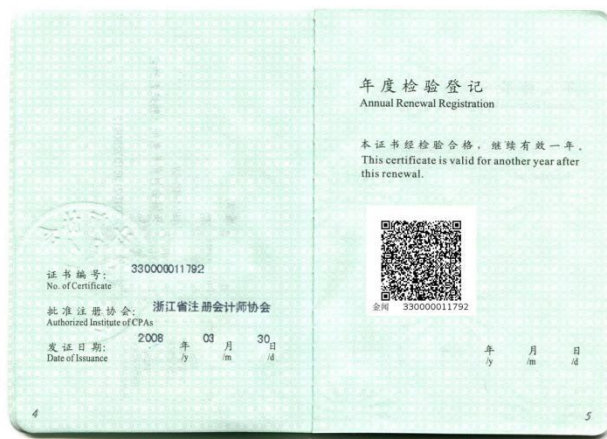 证书编号： 330000011792
No. of Certificate
批准注册协会： 浙江省注册会计师协会
Authorized Institute of CPAs
发证日期： 2008 年 03 月 30 日
Date of Issuance /y /m /d
4
年度检验登记
Annual Renewal Registration
本证书经检验合格，继续有效一年。
This certificate is valid for another year after
this renewal.
金闻 330000011792
年 月 日
/y /m /d
5